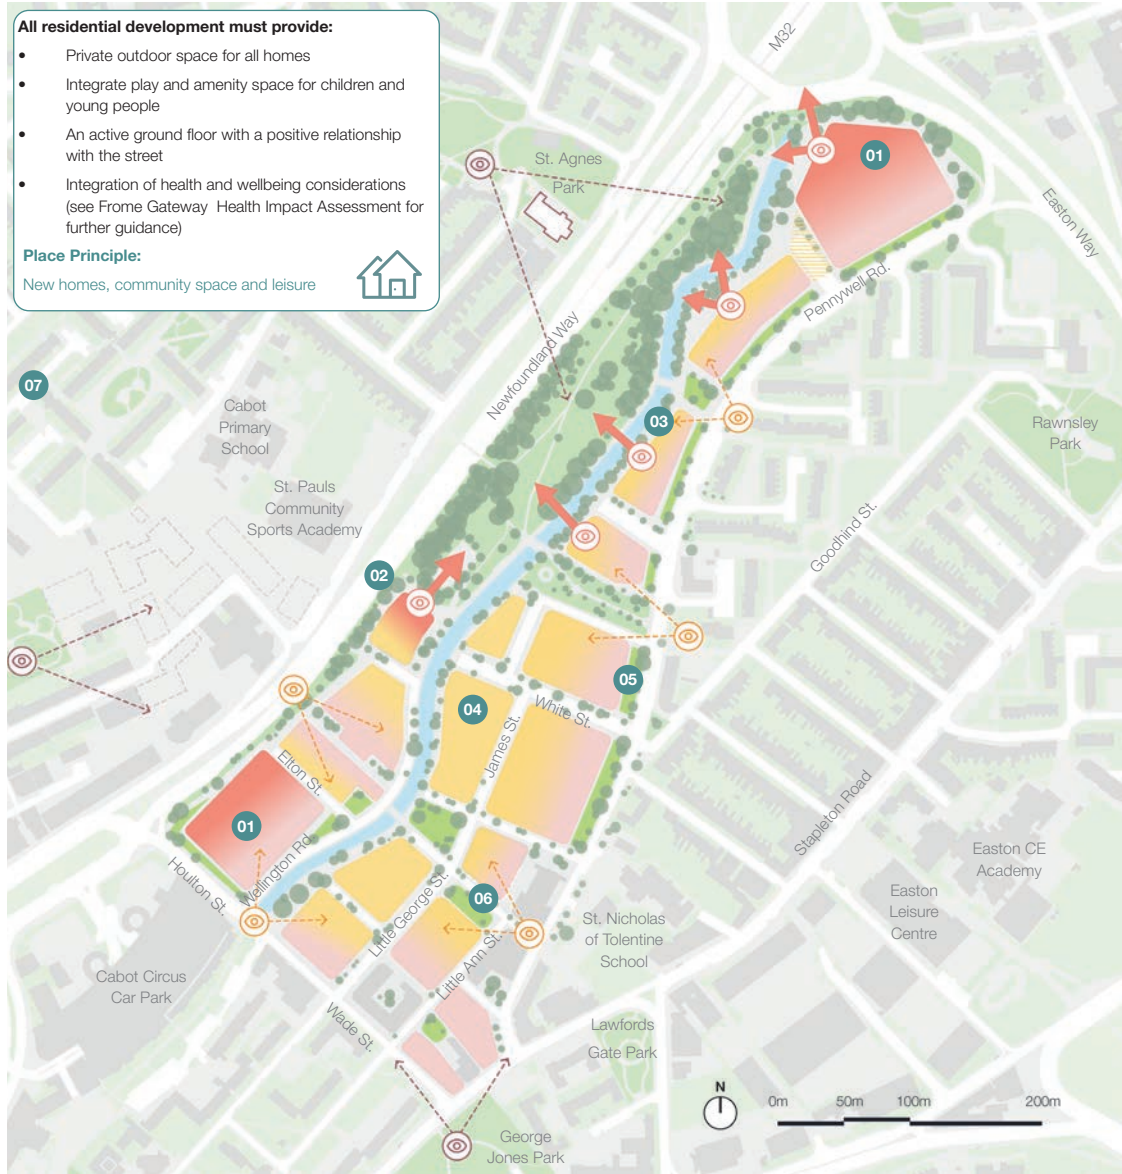 All residential development must provide:
• Private outdoor space for all homes
• Integrate play and amenity space for children and
young people
• An active ground floor with a positive relationship
with the street
• Integration of health and wellbeing considerations
(see Frome Gateway Health Impact Assessment for
further guidance)
Place Principle:
New homes, community space and leisure
M32
St. Agnes
Park
01
Easton Way
Pennywell Rd.
Newfoundland Way
07
Cabot
Primary
School
03
Rawnsley
Park
St. Pauls
Community
Sports Academy
Goodhind St.
02
05
04
White St.
James St.
Elton St.
01
Stapleton Road
Wellington Rd.
Houlton St.
Easton CE
Academy
06
Easton
Leisure
Centre
Little George St.
St. Nicholas
of Tolentine
School
Little Ann St.
Cabot Circus
Car Park
Wade St.
Lawfords
Gate Park
N
0m 50m 100m 200m
George
Jones Park